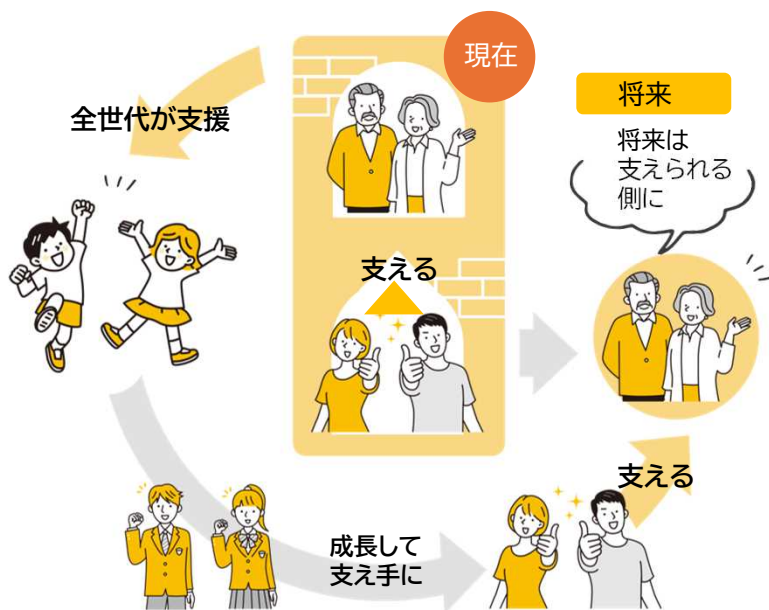 現在
全世代が支援
将来
将来は
支えられる
側に
支える
支える
成長して
支え手に